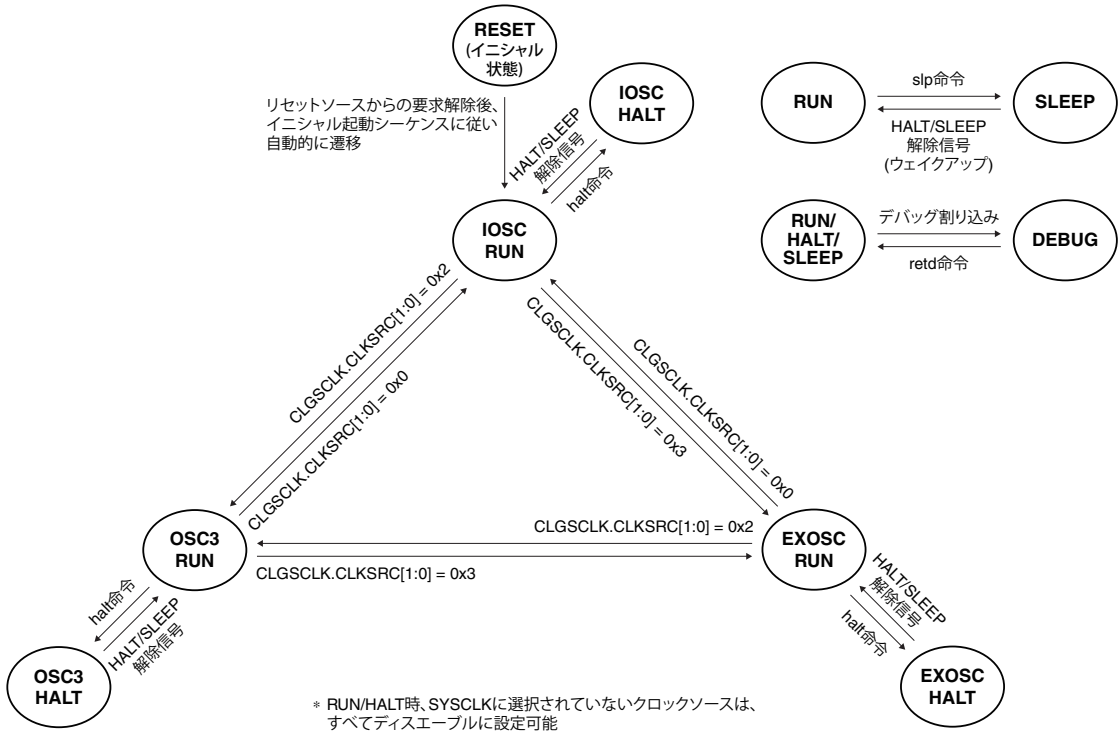 RESET
(イニシャル
状態)
リセットソースからの要求解除後、
イニシャル起動シーケンスに従い
自動的に遷移
IOSC
HALT
HALT/SLEEP
解除信号
halt命令
IOSC
RUN
RUN
slp命令
SLEEP
HALT/SLEEP
解除信号
(ウェイクアップ)
RUN/
HALT/
SLEEP
デバッグ割り込み
DEBUG
retd命令
CLGSCLK.CLKSRC[1:0] = 0x2
CLGSCLK.CLKSRC[1:0] = 0x0
CLGSCLK.CLKSRC[1:0] = 0x0
CLGSCLK.CLKSRC[1:0] = 0x3
OSC3
RUN
CLGSCLK.CLKSRC[1:0] = 0x2
CLGSCLK.CLKSRC[1:0] = 0x3
EXOSC
RUN
halt命令
HALT/SLEEP
解除信号
OSC3
HALT
HALT/SLEEP
解除信号
halt命令
EXOSC
HALT
* RUN/HALT時、SYSCLKに選択されていないクロックソースは、
すべてディスエーブルに設定可能